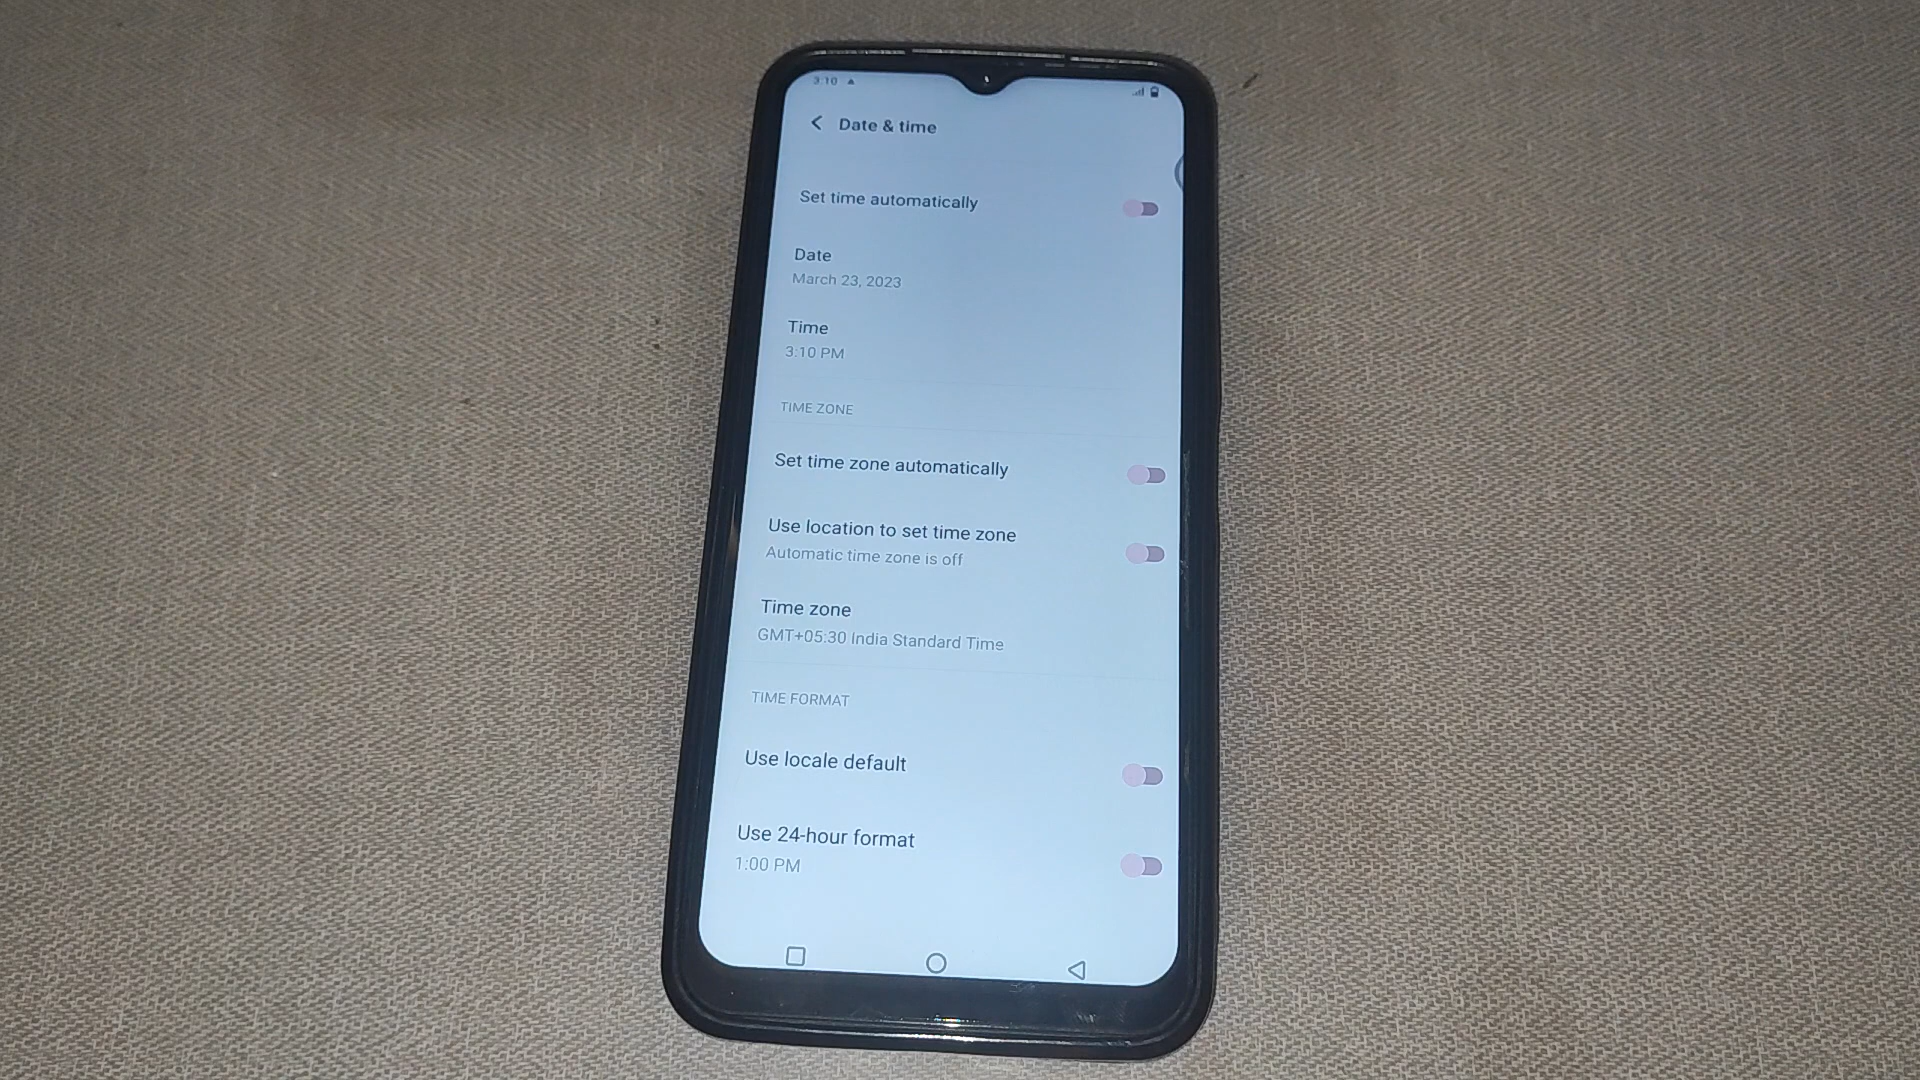 3:10
Date & time
Set time automatically
Date
March 23, 2023
Time
3:10 PM
TIME ZONE
Set time zone automatically
Use location to set time zone
Automatic time zone is off
Time zone
GMT+05:30 India Standard Time
TIME FORMAT
Use locale default
Use 24-hour format
1:00 PM